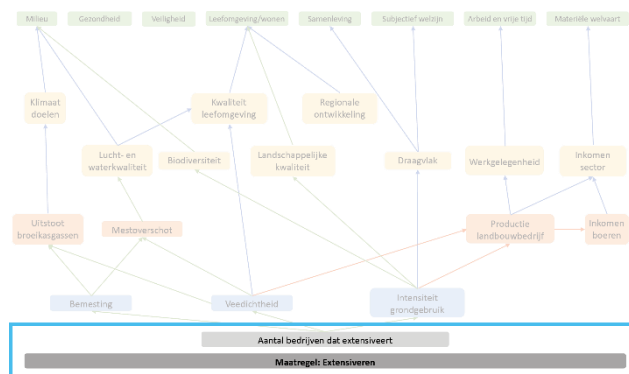 Milieu
Gezondheid
Veiligheid
Leefomgeving/wonen
Samenleving
Subjectief welzijn
Arbeid en vrije tijd
Materiële welvaart
Klimaat
doelen
Kwaliteit
leefomgeving
Regionale
ontwikkeling
Lucht- en
waterkwaliteit
Biodiversiteit
Landschappelijke
kwaliteit
Draagvlak
Werkgelegenheid
Inkomen
sector
Uitstoot
broeikasgassen
Mestoverschot
Productie
landbouwbedrijf
Inkomen
boeren
Bemesting
Veedichtheid
Intensiteit
grondgebruik
Aantal bedrijven dat extensiveert
Maatregel: Extensiveren